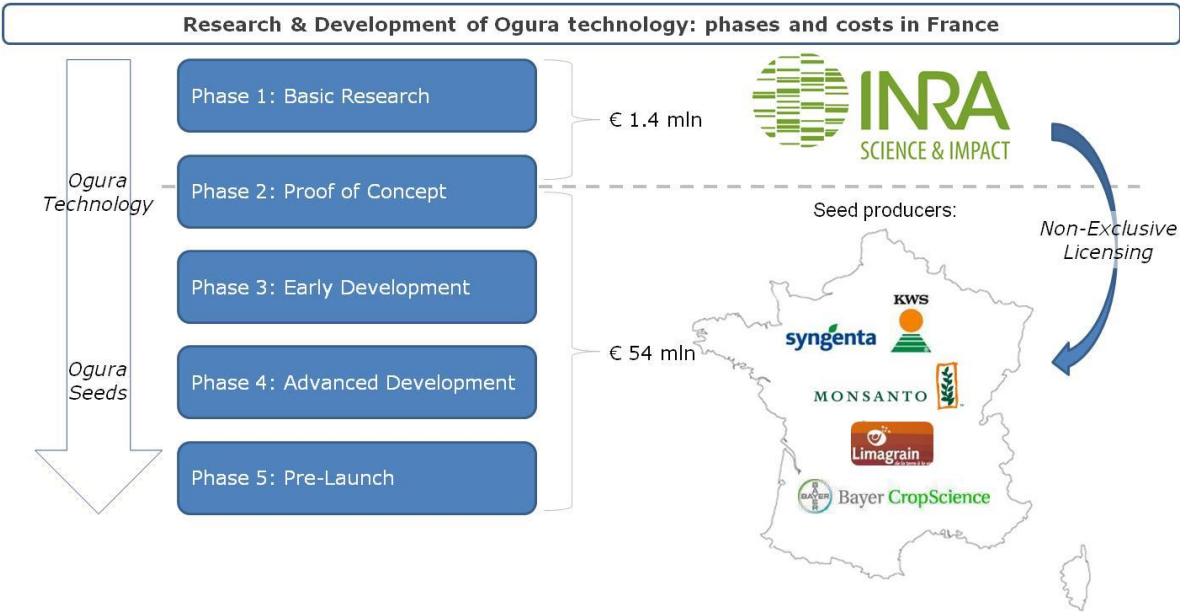 Research & Development of Ogura technology: phases and costs in France
Phase 1: Basic Research
€ 1.4 mln
INRA
SCIENCE & IMPACT
Ogura
Technology
Phase 2: Proof of Concept
Seed producers:
Non-Exclusive
Licensing
Phase 3: Early Development
KWS
syngenta
€ 54 mln
Ogura
Seeds
Phase 4: Advanced Development
MONSANTO
Limagrain
Phase 5: Pre-Launch
BAYER
BAYER
Bayer CropScience